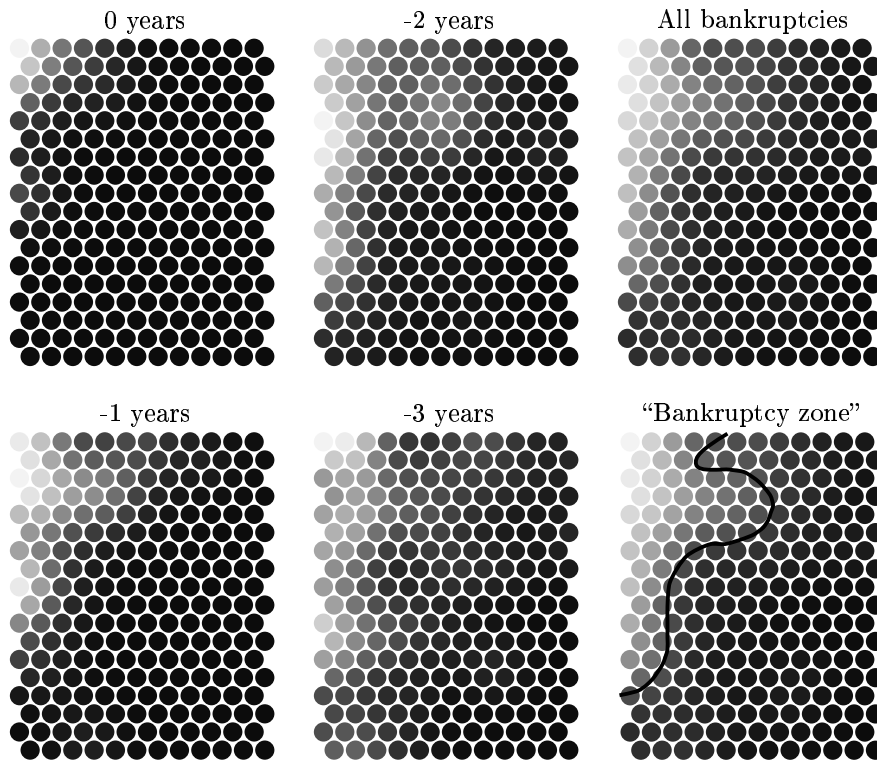 0 years
-2 years
All bankruptcies
-1 years
-3 years
“Bankruptcy zone”